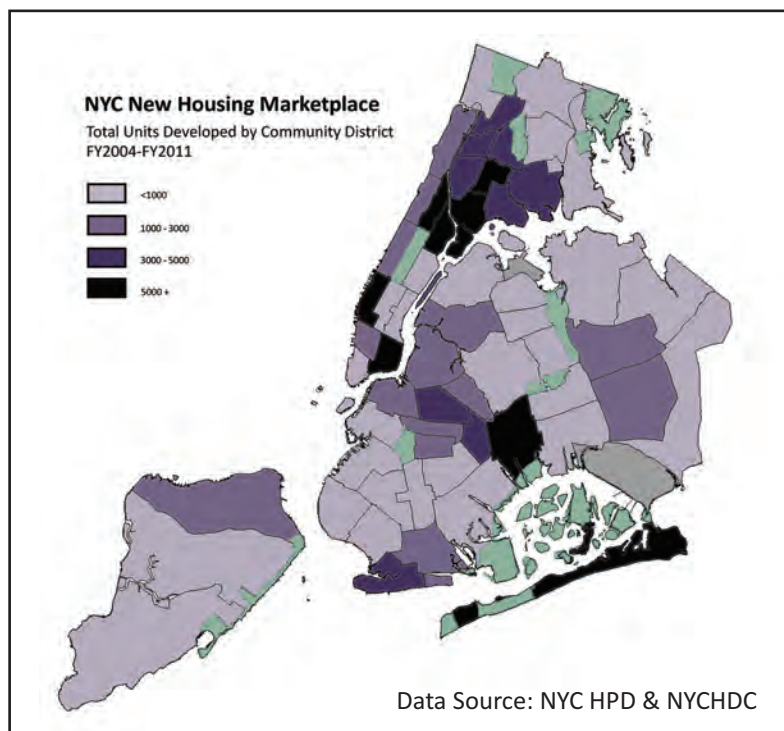 NYC New Housing Marketplace
Total Units Developed by Community District
FY2004-FY2011
<1000
1000 - 3000
3000 - 5000
5000 +
Data Source: NYC HPD & NYCHDC